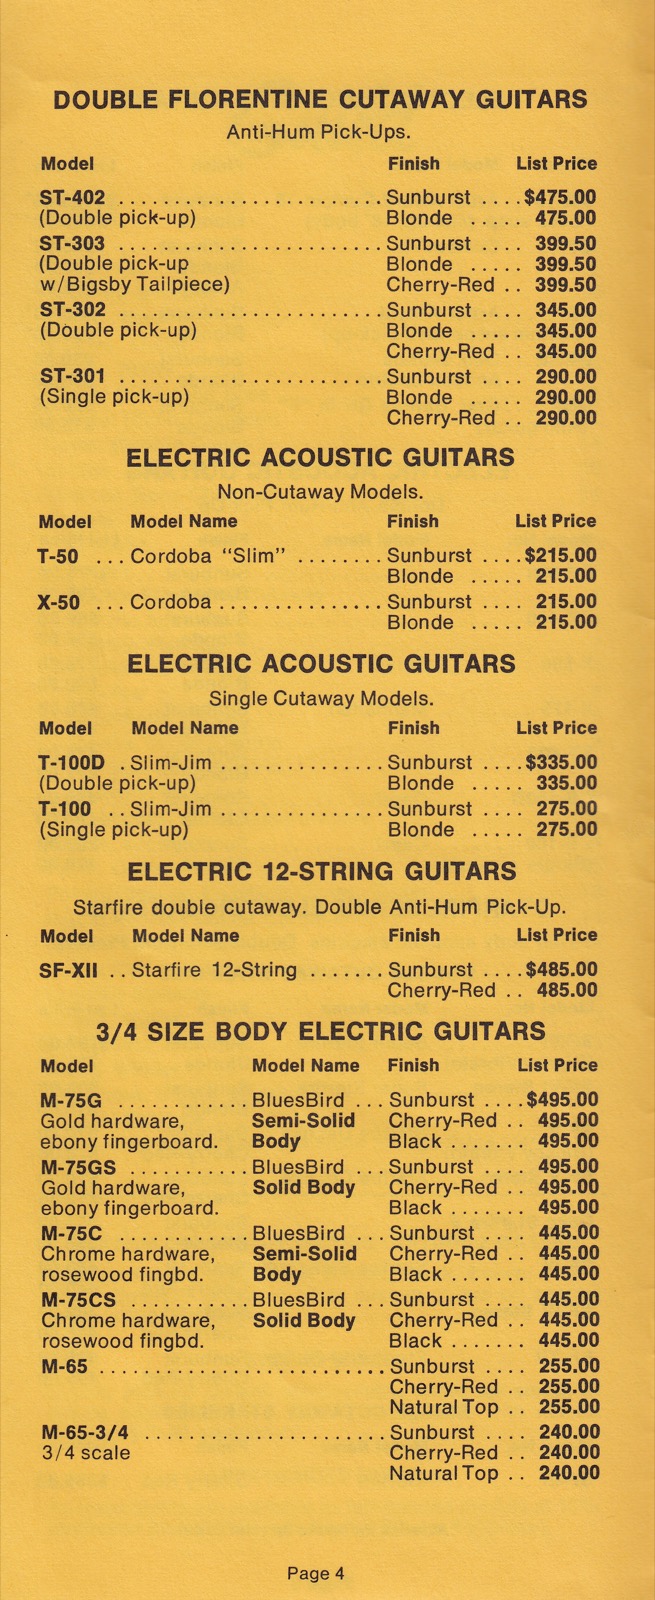 DOUBLE FLORENTINE CUTAWAY GUITARS
Anti-Hum Pick-Ups.
Model Finish List Price
ST-402 ........................ Sunburst .... $475.00
(Double pick-up) Blonde ..... 475.00
ST-303 ........................ Sunburst .... 399.50
(Double pick-up Blonde ..... 399.50
w/Bigsby Tailpiece) Cherry-Red .. 399.50
ST-302 ........................ Sunburst .... 345.00
(Double pick-up) Blonde ..... 345.00
Cherry-Red .. 345.00
ST-301 ........................ Sunburst .... 290.00
(Single pick-up) Blonde ..... 290.00
Cherry-Red .. 290.00
ELECTRIC ACOUSTIC GUITARS
Non-Cutaway Models.
Model Model Name Finish List Price
T-50 ... Cordoba “Slim” ........ Sunburst .... $215.00
Blonde ..... 215.00
X-50 ... Cordoba ............... Sunburst .... 215.00
Blonde ..... 215.00
ELECTRIC ACOUSTIC GUITARS
Single Cutaway Models.
Model Model Name Finish List Price
T-100D . Slim-Jim ............... Sunburst .... $335.00
(Double pick-up) Blonde ..... 335.00
T-100 .. Slim-Jim ............... Sunburst .... 275.00
(Single pick-up) Blonde ..... 275.00
ELECTRIC 12-STRING GUITARS
Starfire double cutaway. Double Anti-Hum Pick-Up.
Model Model Name Finish List Price
SF-XII .. Starfire 12-String ....... Sunburst .... $485.00
Cherry-Red .. 485.00
3/4 SIZE BODY ELECTRIC GUITARS
Model Model Name Finish List Price
M-75G ............ BluesBird ... Sunburst .... $495.00
Gold hardware, Semi-Solid Cherry-Red .. 495.00
ebony fingerboard. Body Black ....... 495.00
M-75GS ........... BluesBird ... Sunburst .... 495.00
Gold hardware, Solid Body Cherry-Red .. 495.00
ebony fingerboard. Black ....... 495.00
M-75C ............ BluesBird ... Sunburst .... 445.00
Chrome hardware, Semi-Solid Cherry-Red .. 445.00
rosewood fingbd. Body Black ....... 445.00
M-75CS ........... BluesBird ... Sunburst .... 445.00
Chrome hardware, Solid Body Cherry-Red .. 445.00
rosewood fingbd. Black ....... 445.00
M-65 .......................... Sunburst .... 255.00
Cherry-Red .. 255.00
Natural Top .. 255.00
M-65-3/4 ...................... Sunburst .... 240.00
3/4 scale Cherry-Red .. 240.00
Natural Top .. 240.00
Page 4